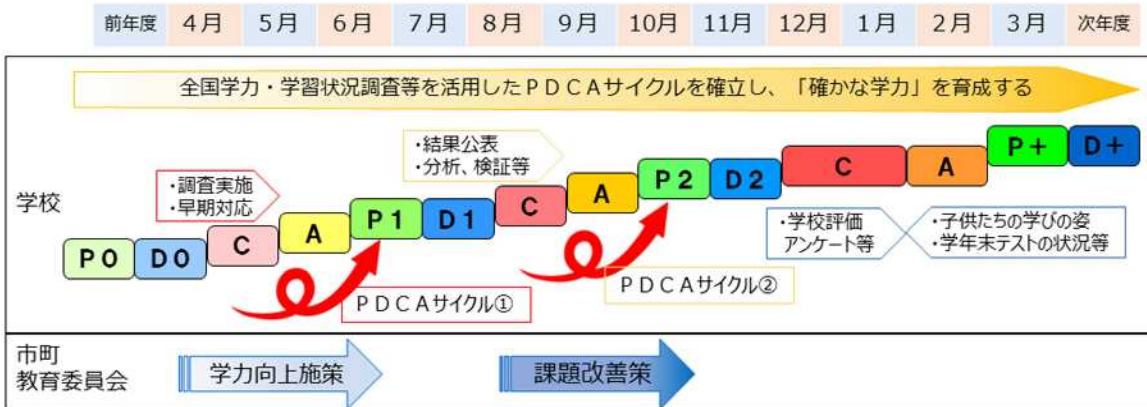 前年度 4月 5月 6月 7月 8月 9月 10月 11月 12月 1月 2月 3月 次年度
全国学力・学習状況調査等を活用したPDCAサイクルを確立し、「確かな学力」を育成する
学校
・調査実施
・早期対応
・結果公表
・分析、検証等
P0 D0 C A P1 D1 C A P2 D2 C A P+ D+
・学校評価
アンケート等
・子供たちの学びの姿
・学年末テストの状況等
PDCAサイクル①
PDCAサイクル②
市町
教育委員会
学力向上施策
課題改善策